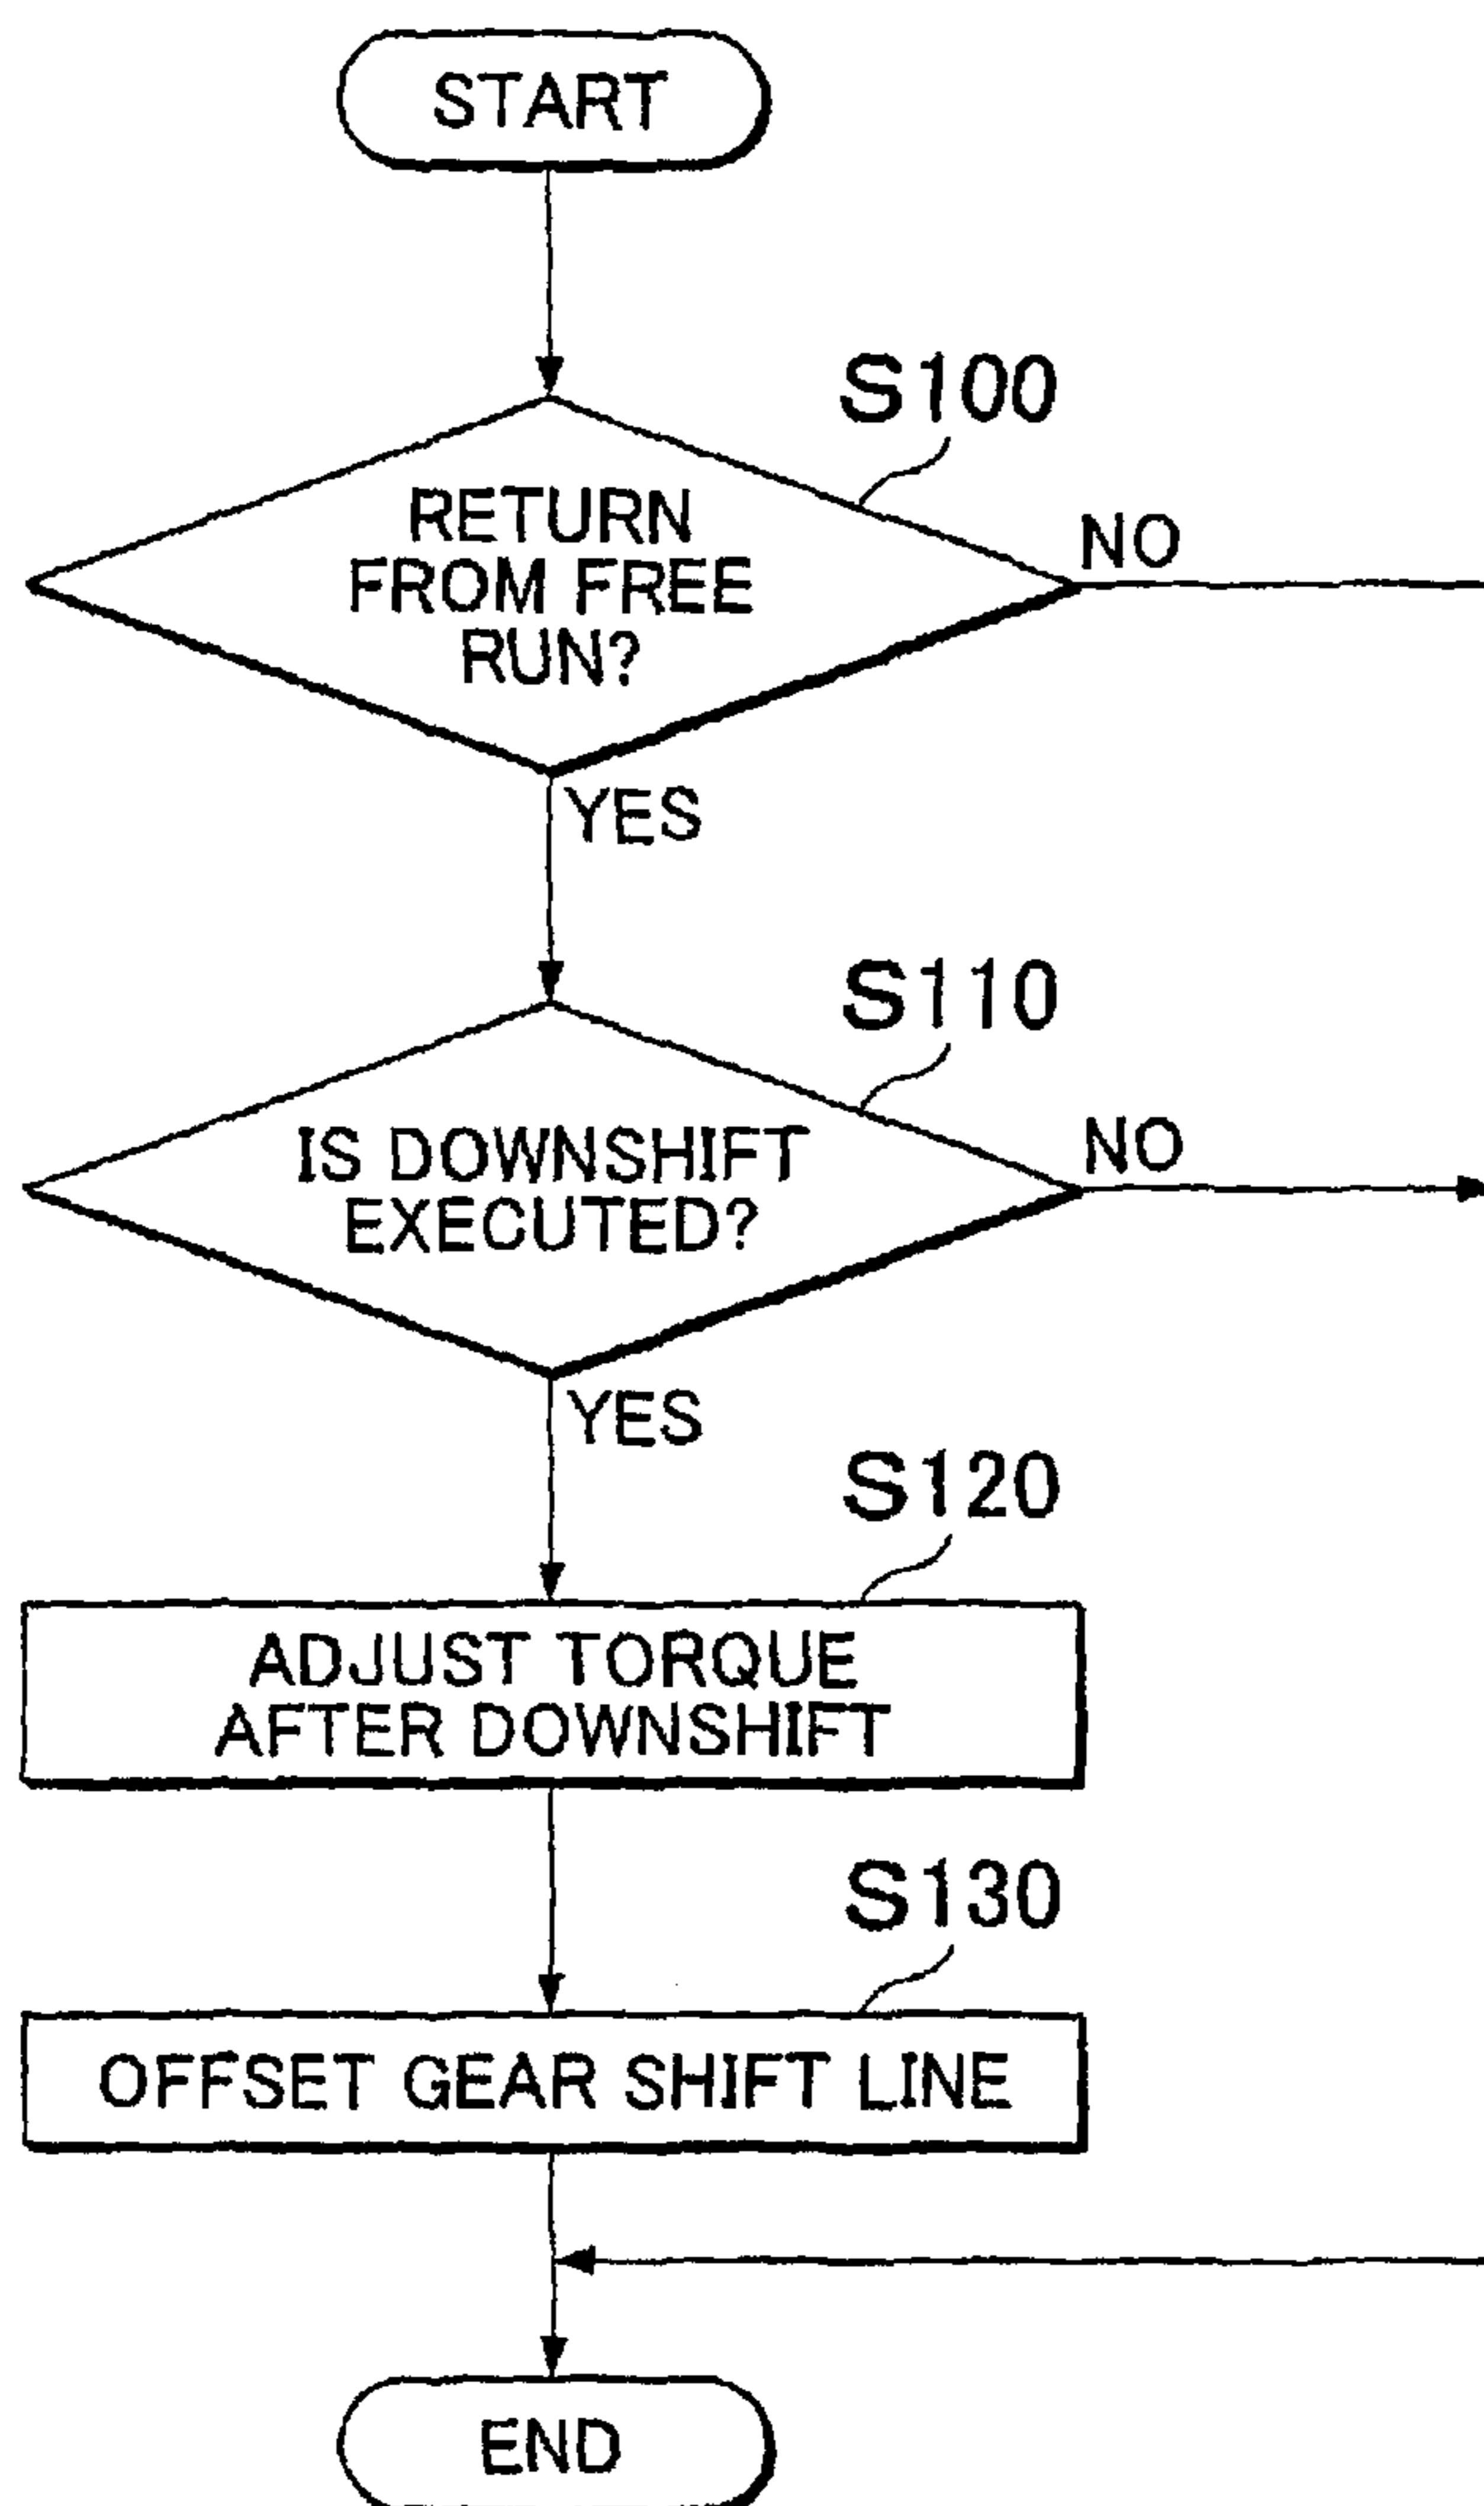 START
S100
RETURN
FROM FREE
RUN?
NO
YES
S110
IS DOWNSHIFT
EXECUTED?
NO
YES
S120
ADJUST TORQUE
AFTER DOWNSHIFT
S130
OFFSET GEAR SHIFT LINE
END